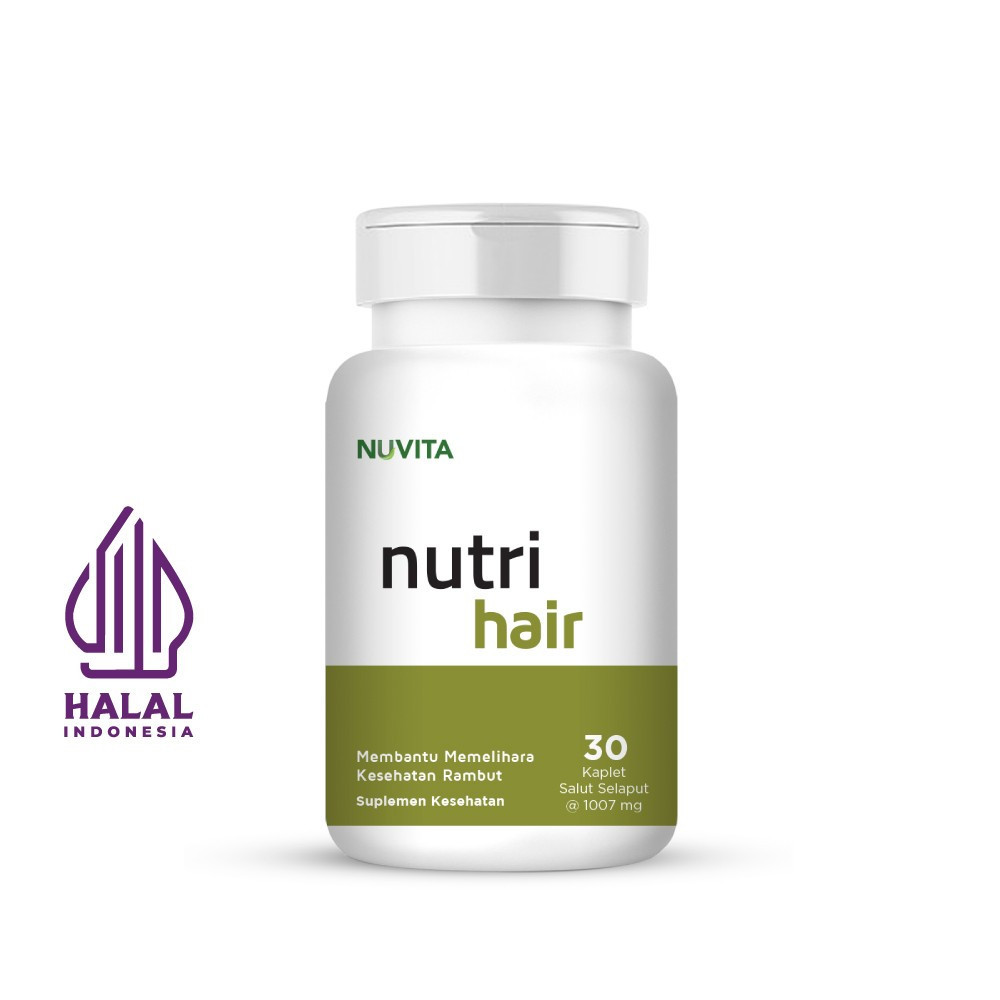 NUVITA
nutri
hair
Membantu Memelihara
Kesehatan Rambut
Suplemen Kesehatan
30
Kaplet
Salut Selaput
@ 1007 mg
HALAL
INDONESIA